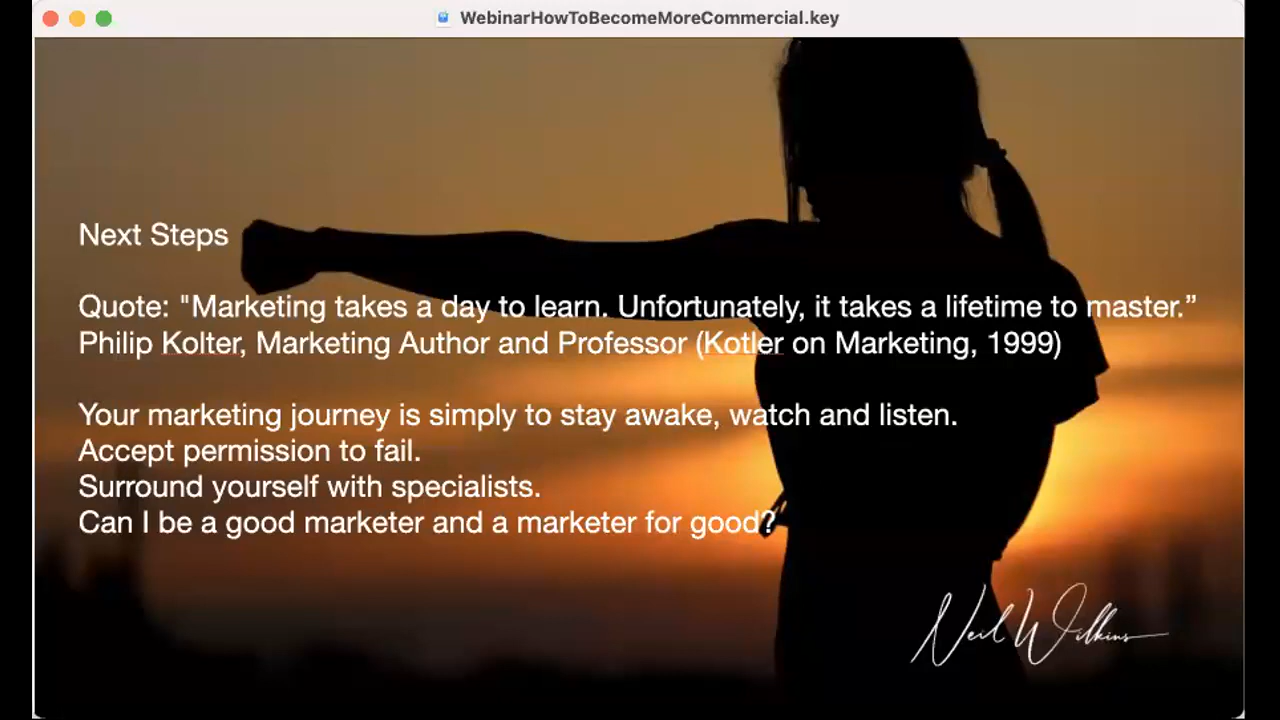 WebinarHowToBecomeMoreCommercial.key
Next Steps
Quote: "Marketing takes a day to learn. Unfortunately, it takes a lifetime to master.”
Philip Kolter, Marketing Author and Professor (Kotler on Marketing, 1999)
Your marketing journey is simply to stay awake, watch and listen.
Accept permission to fail.
Surround yourself with specialists.
Can I be a good marketer and a marketer for good?
Neil Wilkins